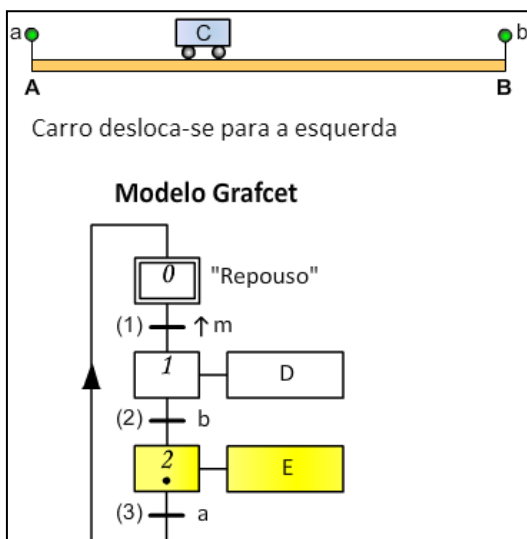 a C b
A B
Carro desloca-se para a esquerda
Modelo Grafcet
0 "Repouso"
(1) ↑m
1 D
(2) b
2 E
(3) a